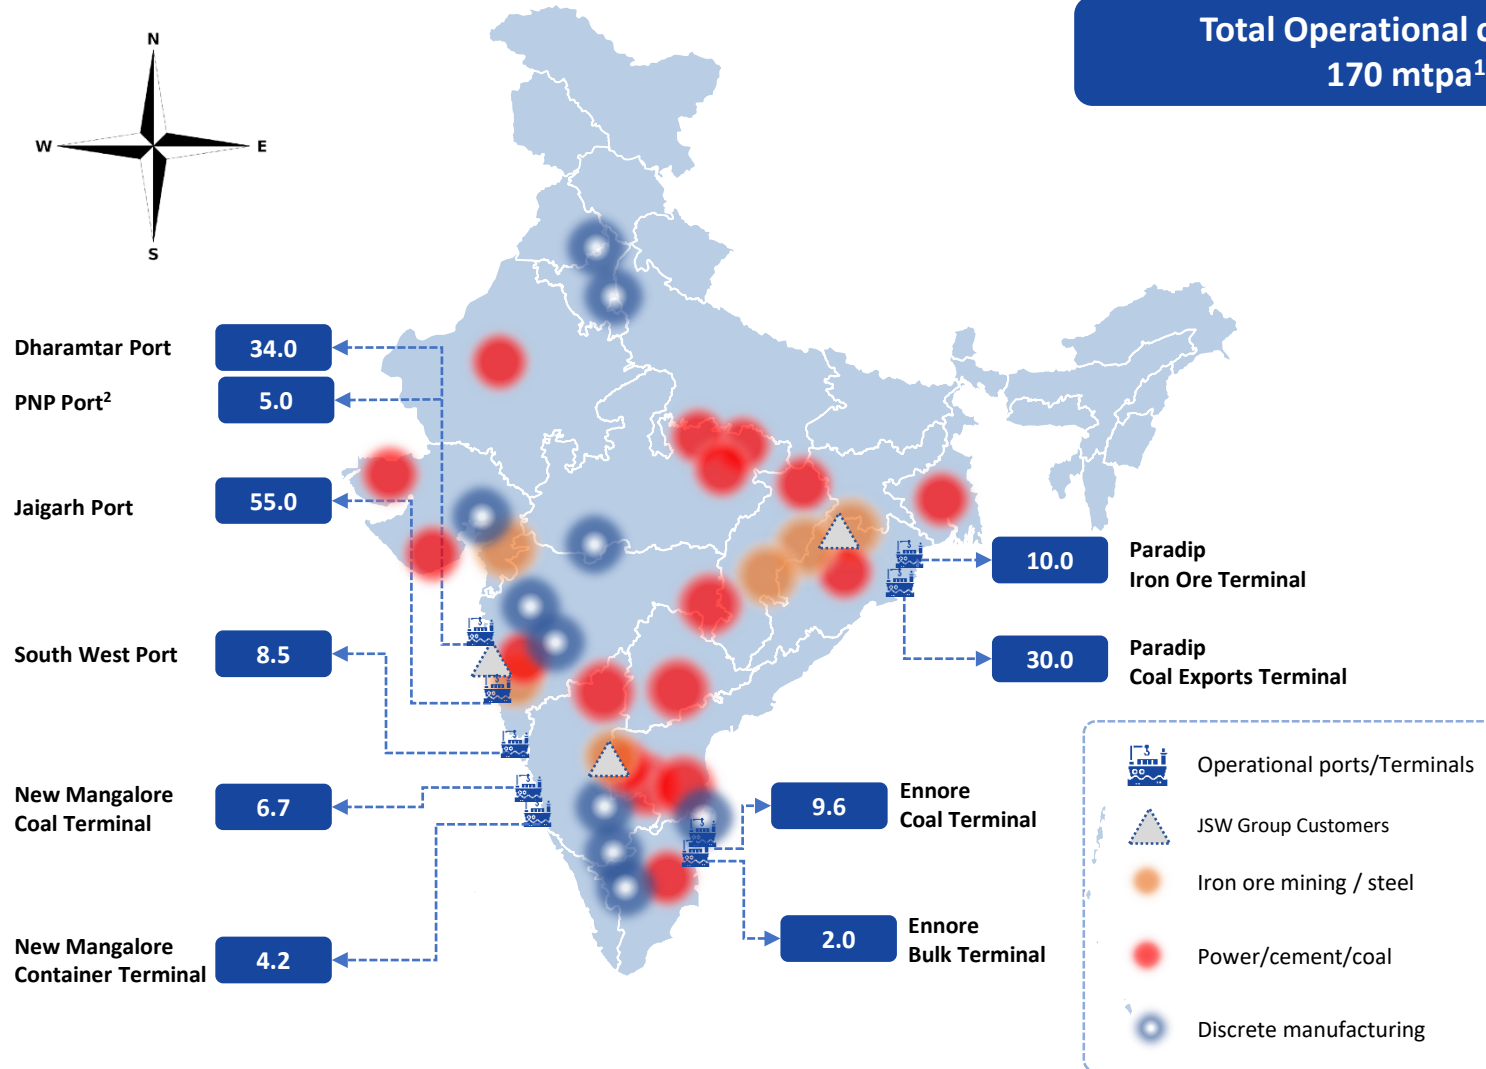 Total Operational
170 mtpa1
N
W
E
S
Dharamtar Port
34.0
PNP Port2
5.0
Jaigarh Port
55.0
South West Port
8.5
New Mangalore
Coal Terminal
6.7
New Mangalore
Container Terminal
4.2
10.0
Paradip
Iron Ore Terminal
30.0
Paradip
Coal Exports Terminal
9.6
Ennore
Coal Terminal
2.0
Ennore
Bulk Terminal
Operational ports/Terminals
JSW Group Customers
Iron ore mining / steel
Power/cement/coal
Discrete manufacturing